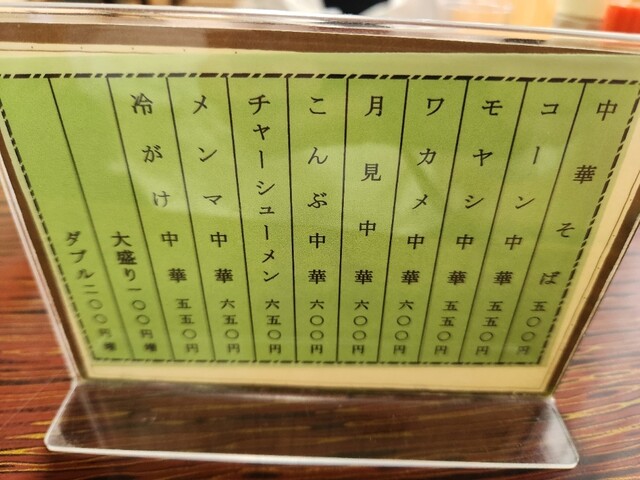 中華そば 五〇〇円
コーン中華 五五〇円
モヤシ中華 五五〇円
ワカメ中華 六〇〇円
月見中華 六〇〇円
こんぶ中華 六〇〇円
チャーシューメン 六五〇円
メンマ中華 六五〇円
冷がけ中華 五五〇円
大盛り一〇〇円増
ダブル二〇〇円増